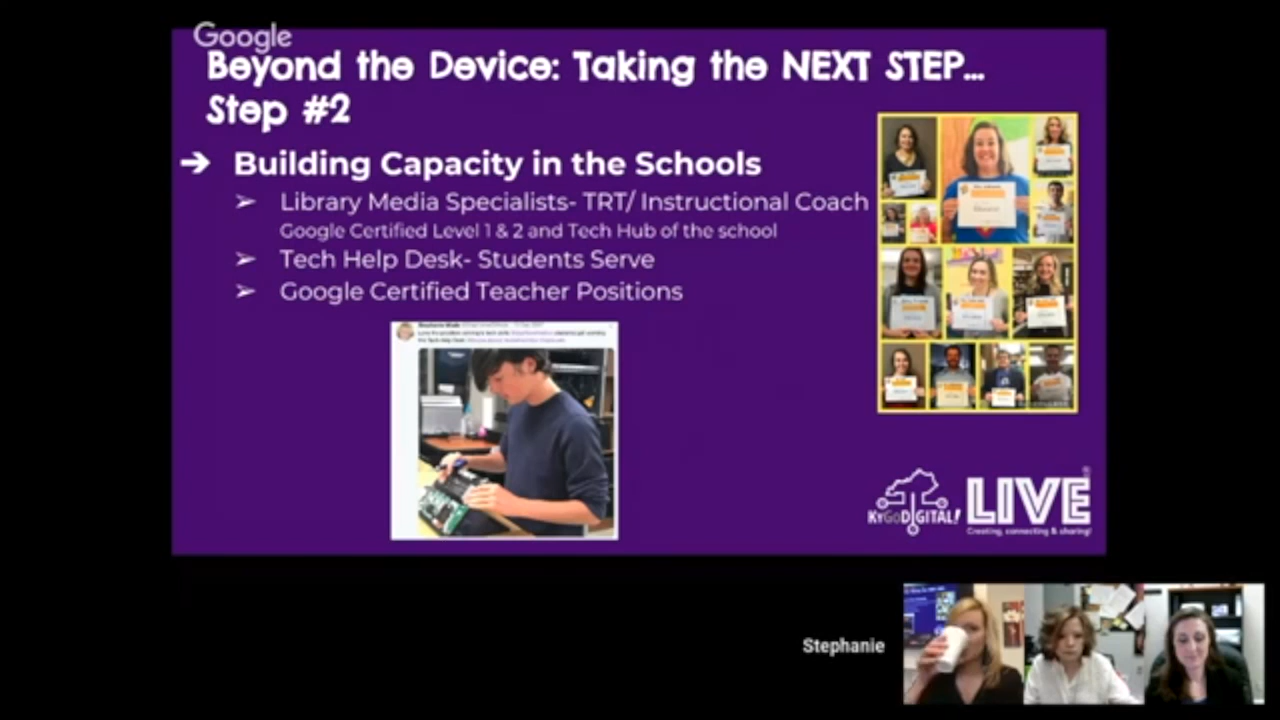 Google
Beyond the Device: Taking the NEXT STEP...
Step #2
➔ Building Capacity in the Schools
➢ Library Media Specialists- TRT/ Instructional Coach
Google Certified Level 1 & 2 and Tech Hub of the school
➢ Tech Help Desk- Students Serve
➢ Google Certified Teacher Positions
KYGODIGITAL!
LIVE
Creating, connecting & sharing!
Stephanie